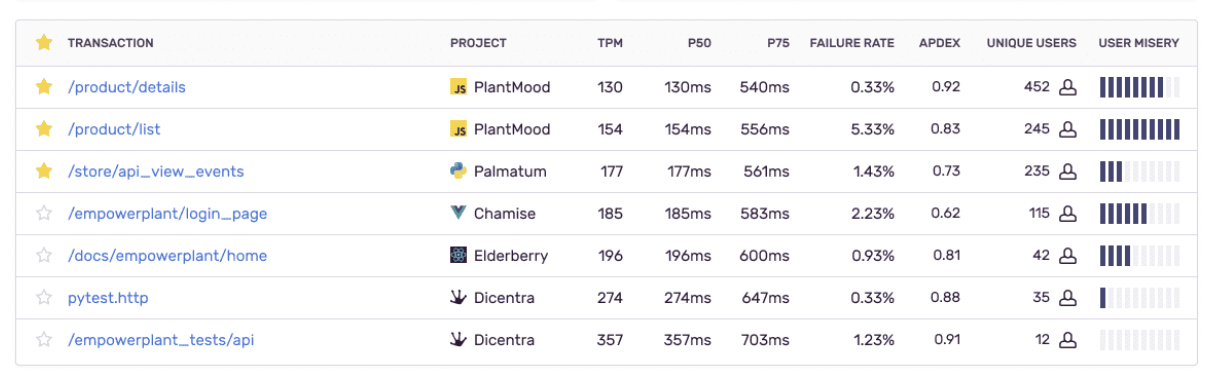 TRANSACTION PROJECT TPM P50 P75 FAILURE RATE APDEX UNIQUE USERS USER MISERY
/product/details JS PlantMood 130 130ms 540ms 0.33% 0.92 452
/product/list JS PlantMood 154 154ms 556ms 5.33% 0.83 245
/store/api_view_events Palmatum 177 177ms 561ms 1.43% 0.73 235
/empowerplant/login_page Chamise 185 185ms 583ms 2.23% 0.62 115
/docs/empowerplant/home Elderberry 196 196ms 600ms 0.93% 0.81 42
pytest.http Dicentra 274 274ms 647ms 0.33% 0.88 35
/empowerplant_tests/api Dicentra 357 357ms 703ms 1.23% 0.91 12